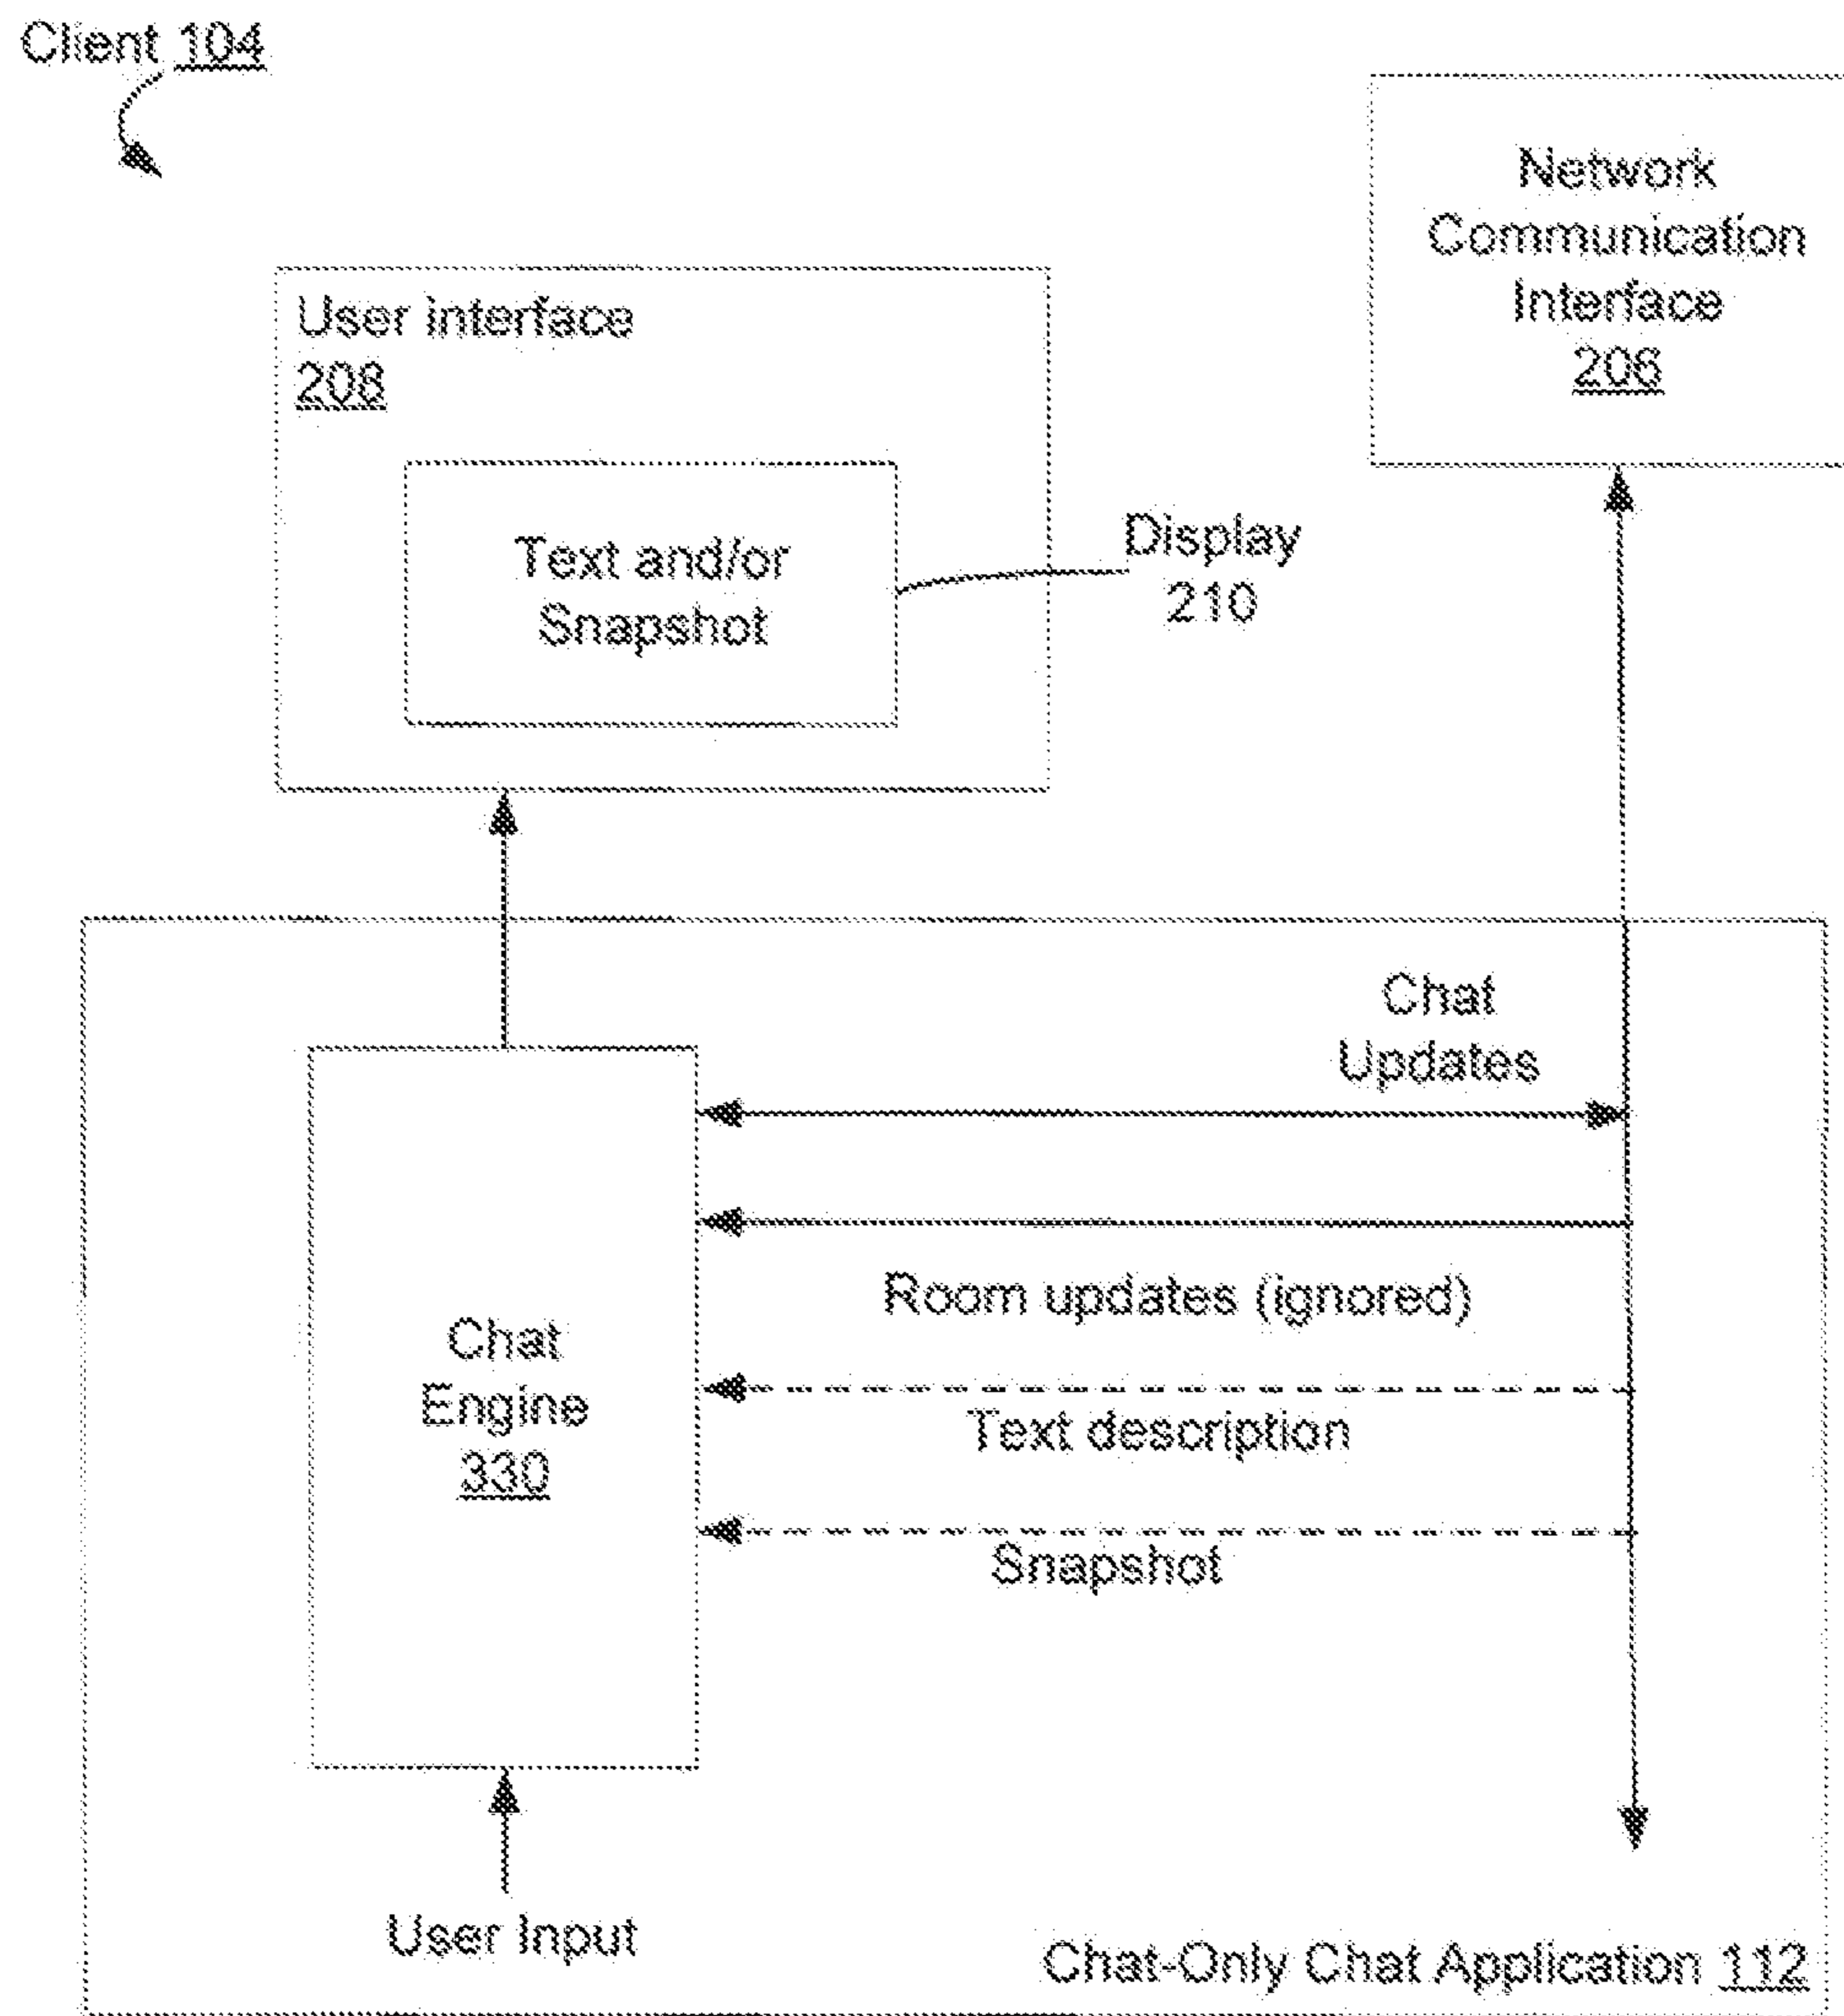 Client 104
Network
Communication
Interface
206
User interface
208
Text and/or
Snapshot
Display
210
Chat
Updates
Room updates (ignored)
Chat
Engine
330
Text description
Snapshot
User Input
Chat-Only Chat Application 112